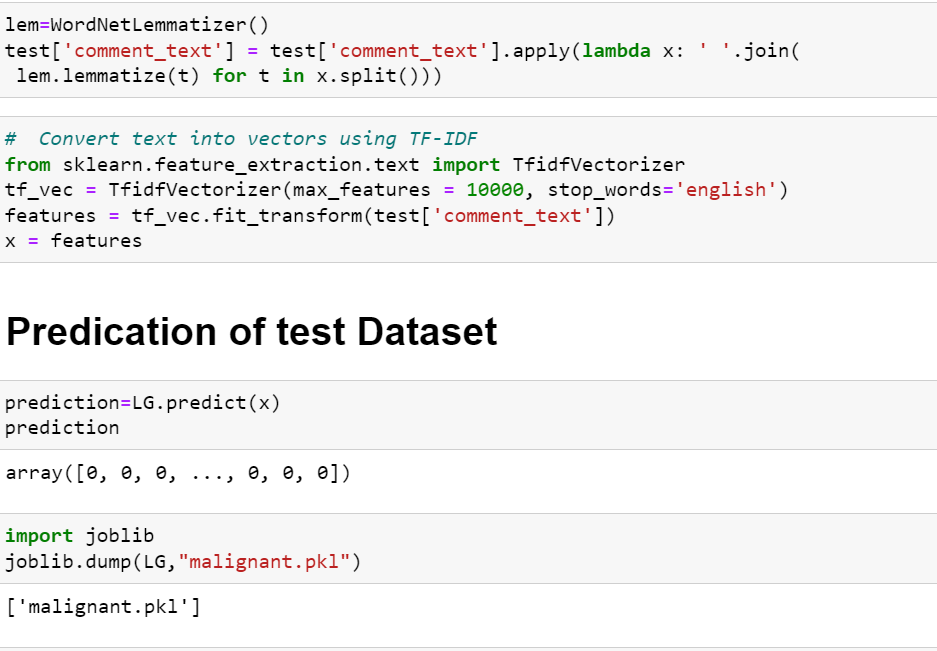 lem=WordNetLemmatizer()
test['comment_text'] = test['comment_text'].apply(lambda x: ' '.join(
 lem.lemmatize(t) for t in x.split()))
#  Convert text into vectors using TF-IDF
from sklearn.feature_extraction.text import TfidfVectorizer
tf_vec = TfidfVectorizer(max_features = 10000, stop_words='english')
features = tf_vec.fit_transform(test['comment_text'])
x = features
Predication of test Dataset
prediction=LG.predict(x)
prediction
array([0, 0, 0, ..., 0, 0, 0])
import joblib
joblib.dump(LG,"malignant.pkl")
['malignant.pkl']